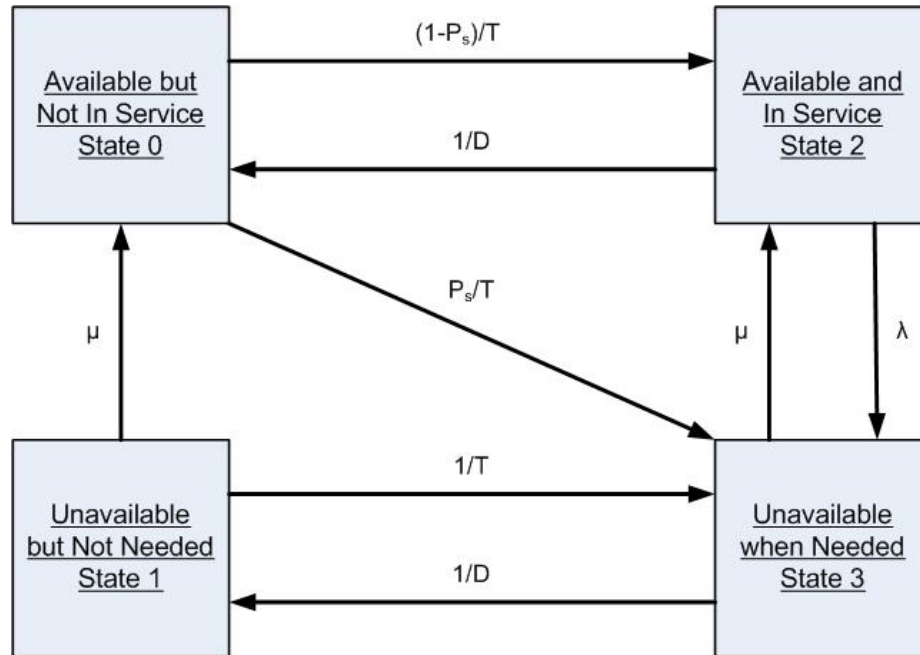 (1-Ps)/T
Available but
Not In Service
State 0
Available and
In Service
State 2
1/D
Ps/T
μ
μ
λ
1/T
Unavailable
but Not Needed
State 1
Unavailable
when Needed
State 3
1/D